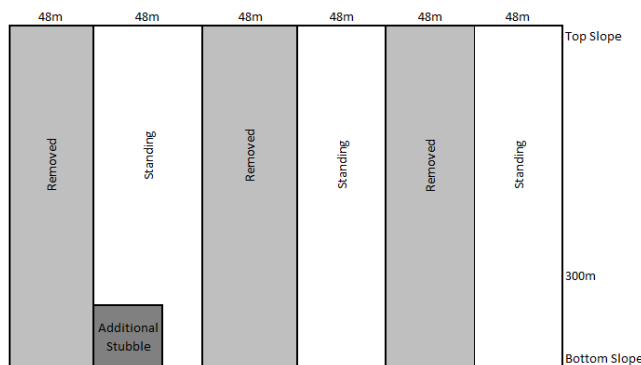 48m 48m 48m 48m 48m 48m
Top Slope
Removed
Standing
Removed
Standing
Removed
Standing
300m
Additional
Stubble
Bottom Slope